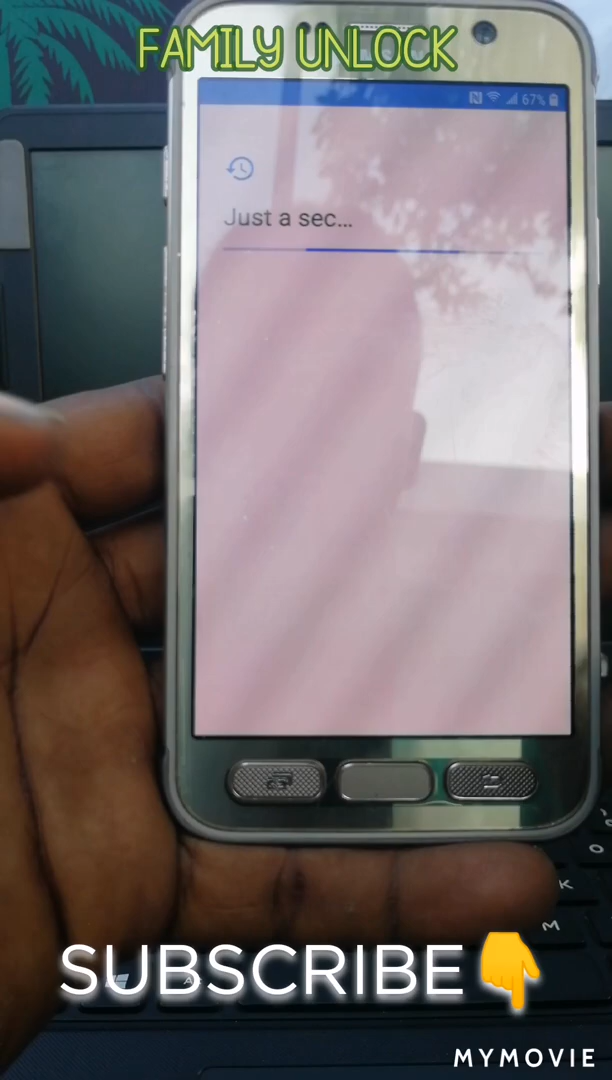 FAMILY UNLOCK
67%
Just a sec...
O
K
M
SUBSCRIBE
MYMOVIE